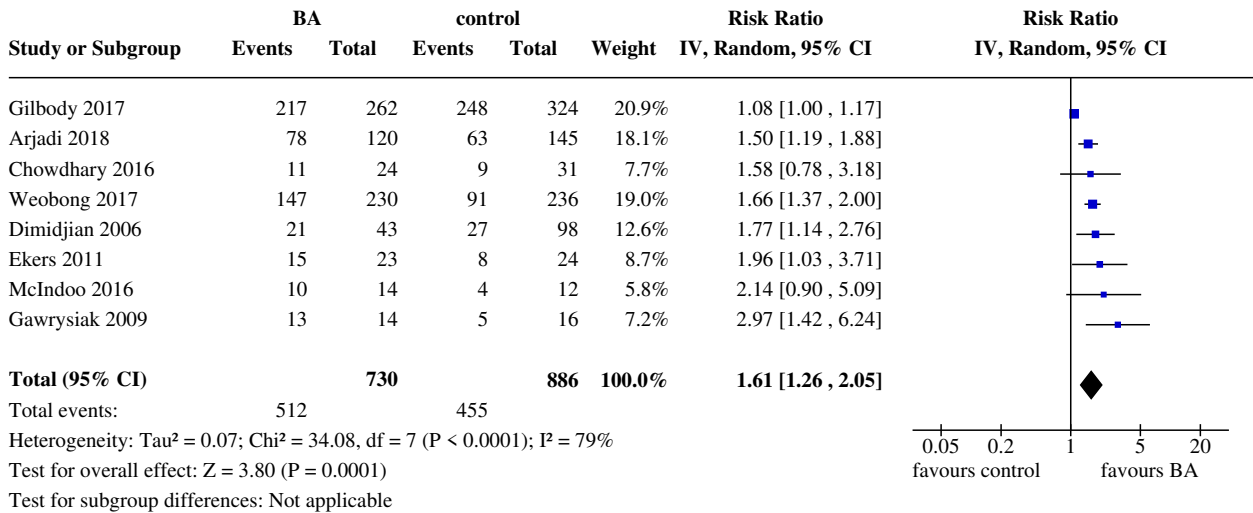 BA control Risk Ratio Risk Ratio
Study or Subgroup Events Total Events Total Weight IV, Random, 95% CI IV, Random, 95% CI
Gilbody 2017 217 262 248 324 20.9% 1.08 [1.00 , 1.17]
Arjadi 2018 78 120 63 145 18.1% 1.50 [1.19 , 1.88]
Chowdhary 2016 11 24 9 31 7.7% 1.58 [0.78 , 3.18]
Weobong 2017 147 230 91 236 19.0% 1.66 [1.37 , 2.00]
Dimidjian 2006 21 43 27 98 12.6% 1.77 [1.14 , 2.76]
Ekers 2011 15 23 8 24 8.7% 1.96 [1.03 , 3.71]
McIndoo 2016 10 14 4 12 5.8% 2.14 [0.90 , 5.09]
Gawrysiak 2009 13 14 5 16 7.2% 2.97 [1.42 , 6.24]
Total (95% CI) 730 886 100.0% 1.61 [1.26 , 2.05]
Total events: 512 455
Heterogeneity: Tau² = 0.07; Chi² = 34.08, df = 7 (P < 0.0001); I² = 79%
0.05 0.2 1 5 20
Test for overall effect: Z = 3.80 (P = 0.0001)
favours control favours BA
Test for subgroup differences: Not applicable